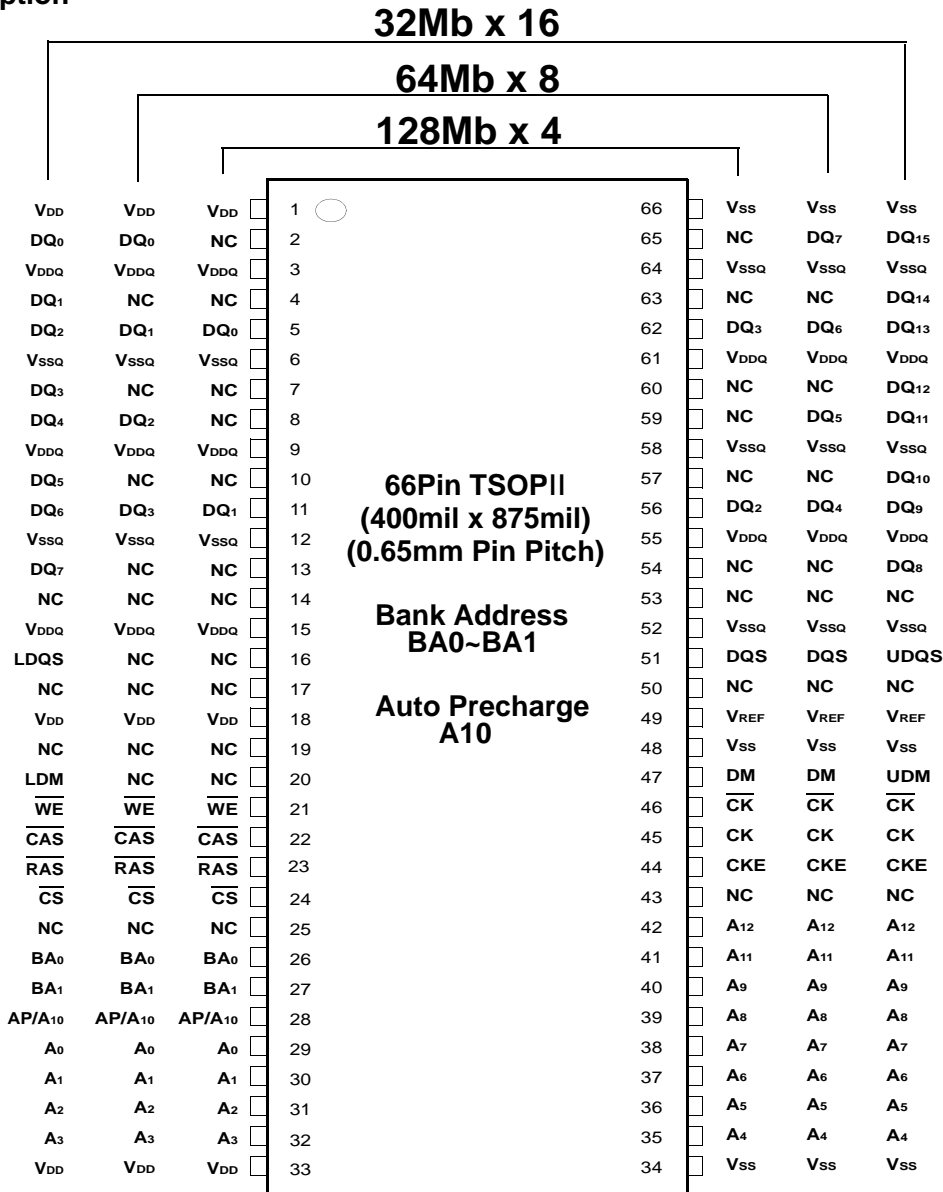 ption
32Mb x 16
64Mb x 8
128Mb x 4
VDD VDD VDD 1 66 VSS VSS VSS
DQ0 DQ0 NC 2 65 NC DQ7 DQ15
VDDQ VDDQ VDDQ 3 64 VSSQ VSSQ VSSQ
DQ1 NC NC 4 63 NC NC DQ14
DQ2 DQ1 DQ0 5 62 DQ3 DQ6 DQ13
VSSQ VSSQ VSSQ 6 61 VDDQ VDDQ VDDQ
DQ3 NC NC 7 60 NC NC DQ12
DQ4 DQ2 NC 8 59 NC DQ5 DQ11
VDDQ VDDQ VDDQ 9 58 VSSQ VSSQ VSSQ
DQ5 NC NC 10 57 NC NC DQ10
DQ6 DQ3 DQ1 11 56 DQ2 DQ4 DQ9
VSSQ VSSQ VSSQ 12 55 VDDQ VDDQ VDDQ
DQ7 NC NC 13 54 NC NC DQ8
NC NC NC 14 53 NC NC NC
VDDQ VDDQ VDDQ 15 52 VSSQ VSSQ VSSQ
LDQS NC NC 16 51 DQS DQS UDQS
NC NC NC 17 50 NC NC NC
VDD VDD VDD 18 49 VREF VREF VREF
NC NC NC 19 48 VSS VSS VSS
LDM NC NC 20 47 DM DM UDM
WE WE WE 21 46 CK CK CK
CAS CAS CAS 22 45 CK CK CK
RAS RAS RAS 23 44 CKE CKE CKE
CS CS CS 24 43 NC NC NC
NC NC NC 25 42 A12 A12 A12
BA0 BA0 BA0 26 41 A11 A11 A11
BA1 BA1 BA1 27 40 A9 A9 A9
AP/A10 AP/A10 AP/A10 28 39 A8 A8 A8
A0 A0 A0 29 38 A7 A7 A7
A1 A1 A1 30 37 A6 A6 A6
A2 A2 A2 31 36 A5 A5 A5
A3 A3 A3 32 35 A4 A4 A4
VDD VDD VDD 33 34 VSS VSS VSS
66Pin TSOPII
(400mil x 875mil)
(0.65mm Pin Pitch)
Bank Address
BA0~BA1
Auto Precharge
A10